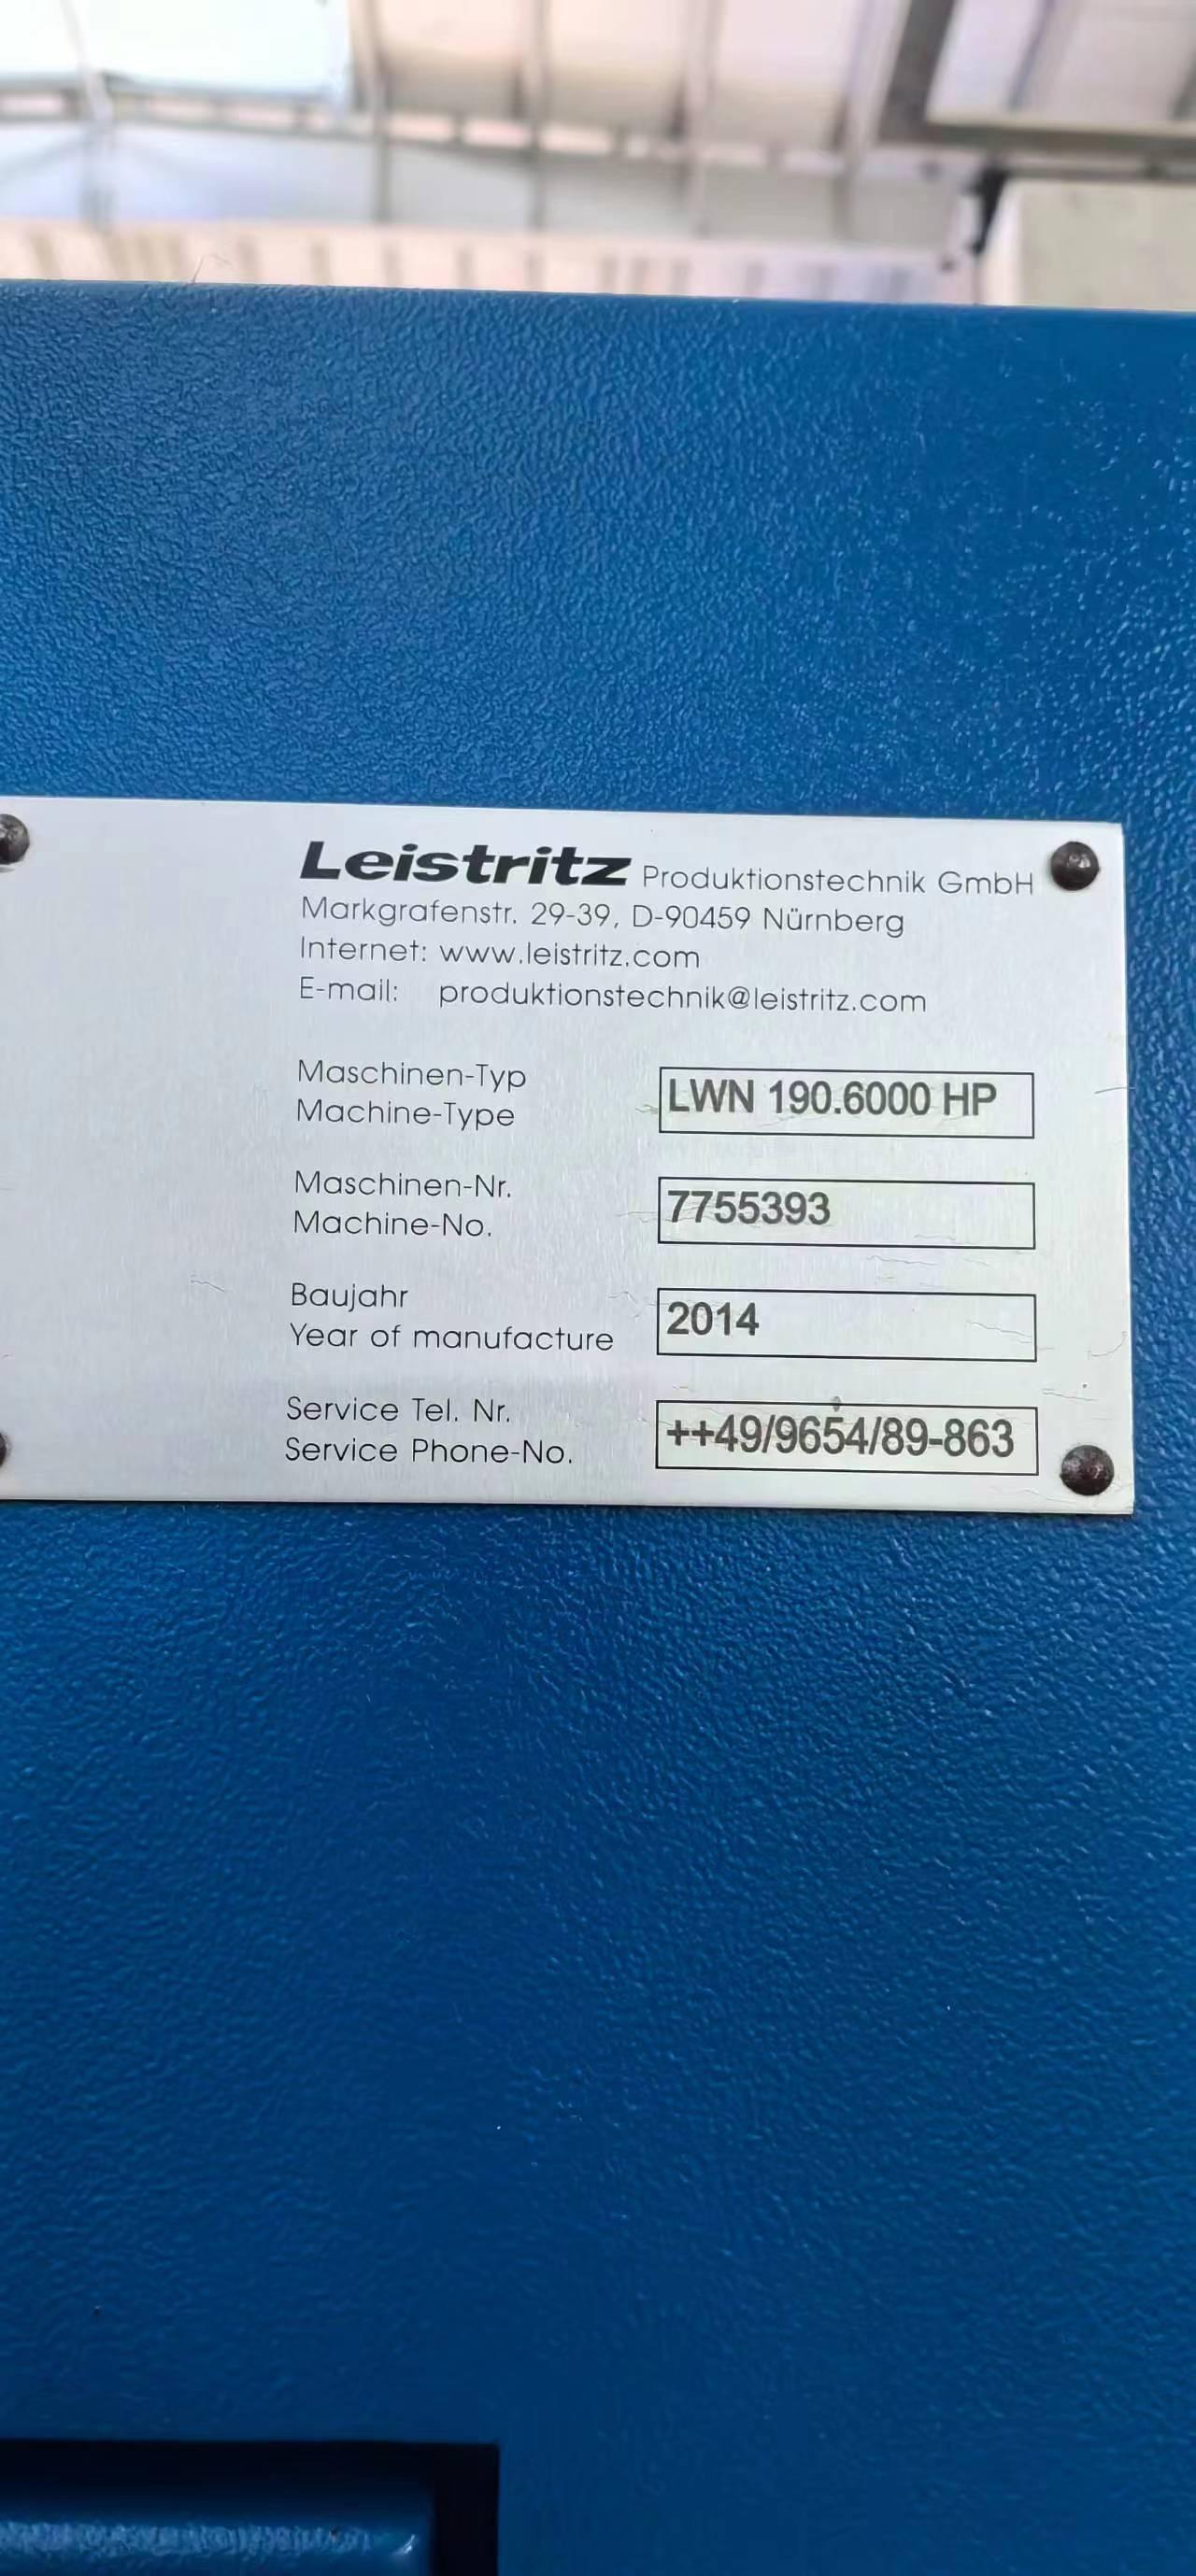 Leistritz Produktionstechnik GmbH
Markgrafenstr. 29-39, D-90459 Nürnberg
Internet: www.leistritz.com
E-mail: produktionstechnik@leistritz.com
Maschinen-Typ
Machine-Type
LWN 190.6000 HP
Maschinen-Nr.
Machine-No.
7755393
Baujahr
Year of manufacture
2014
Service Tel. Nr.
Service Phone-No.
++49/9654/89-863